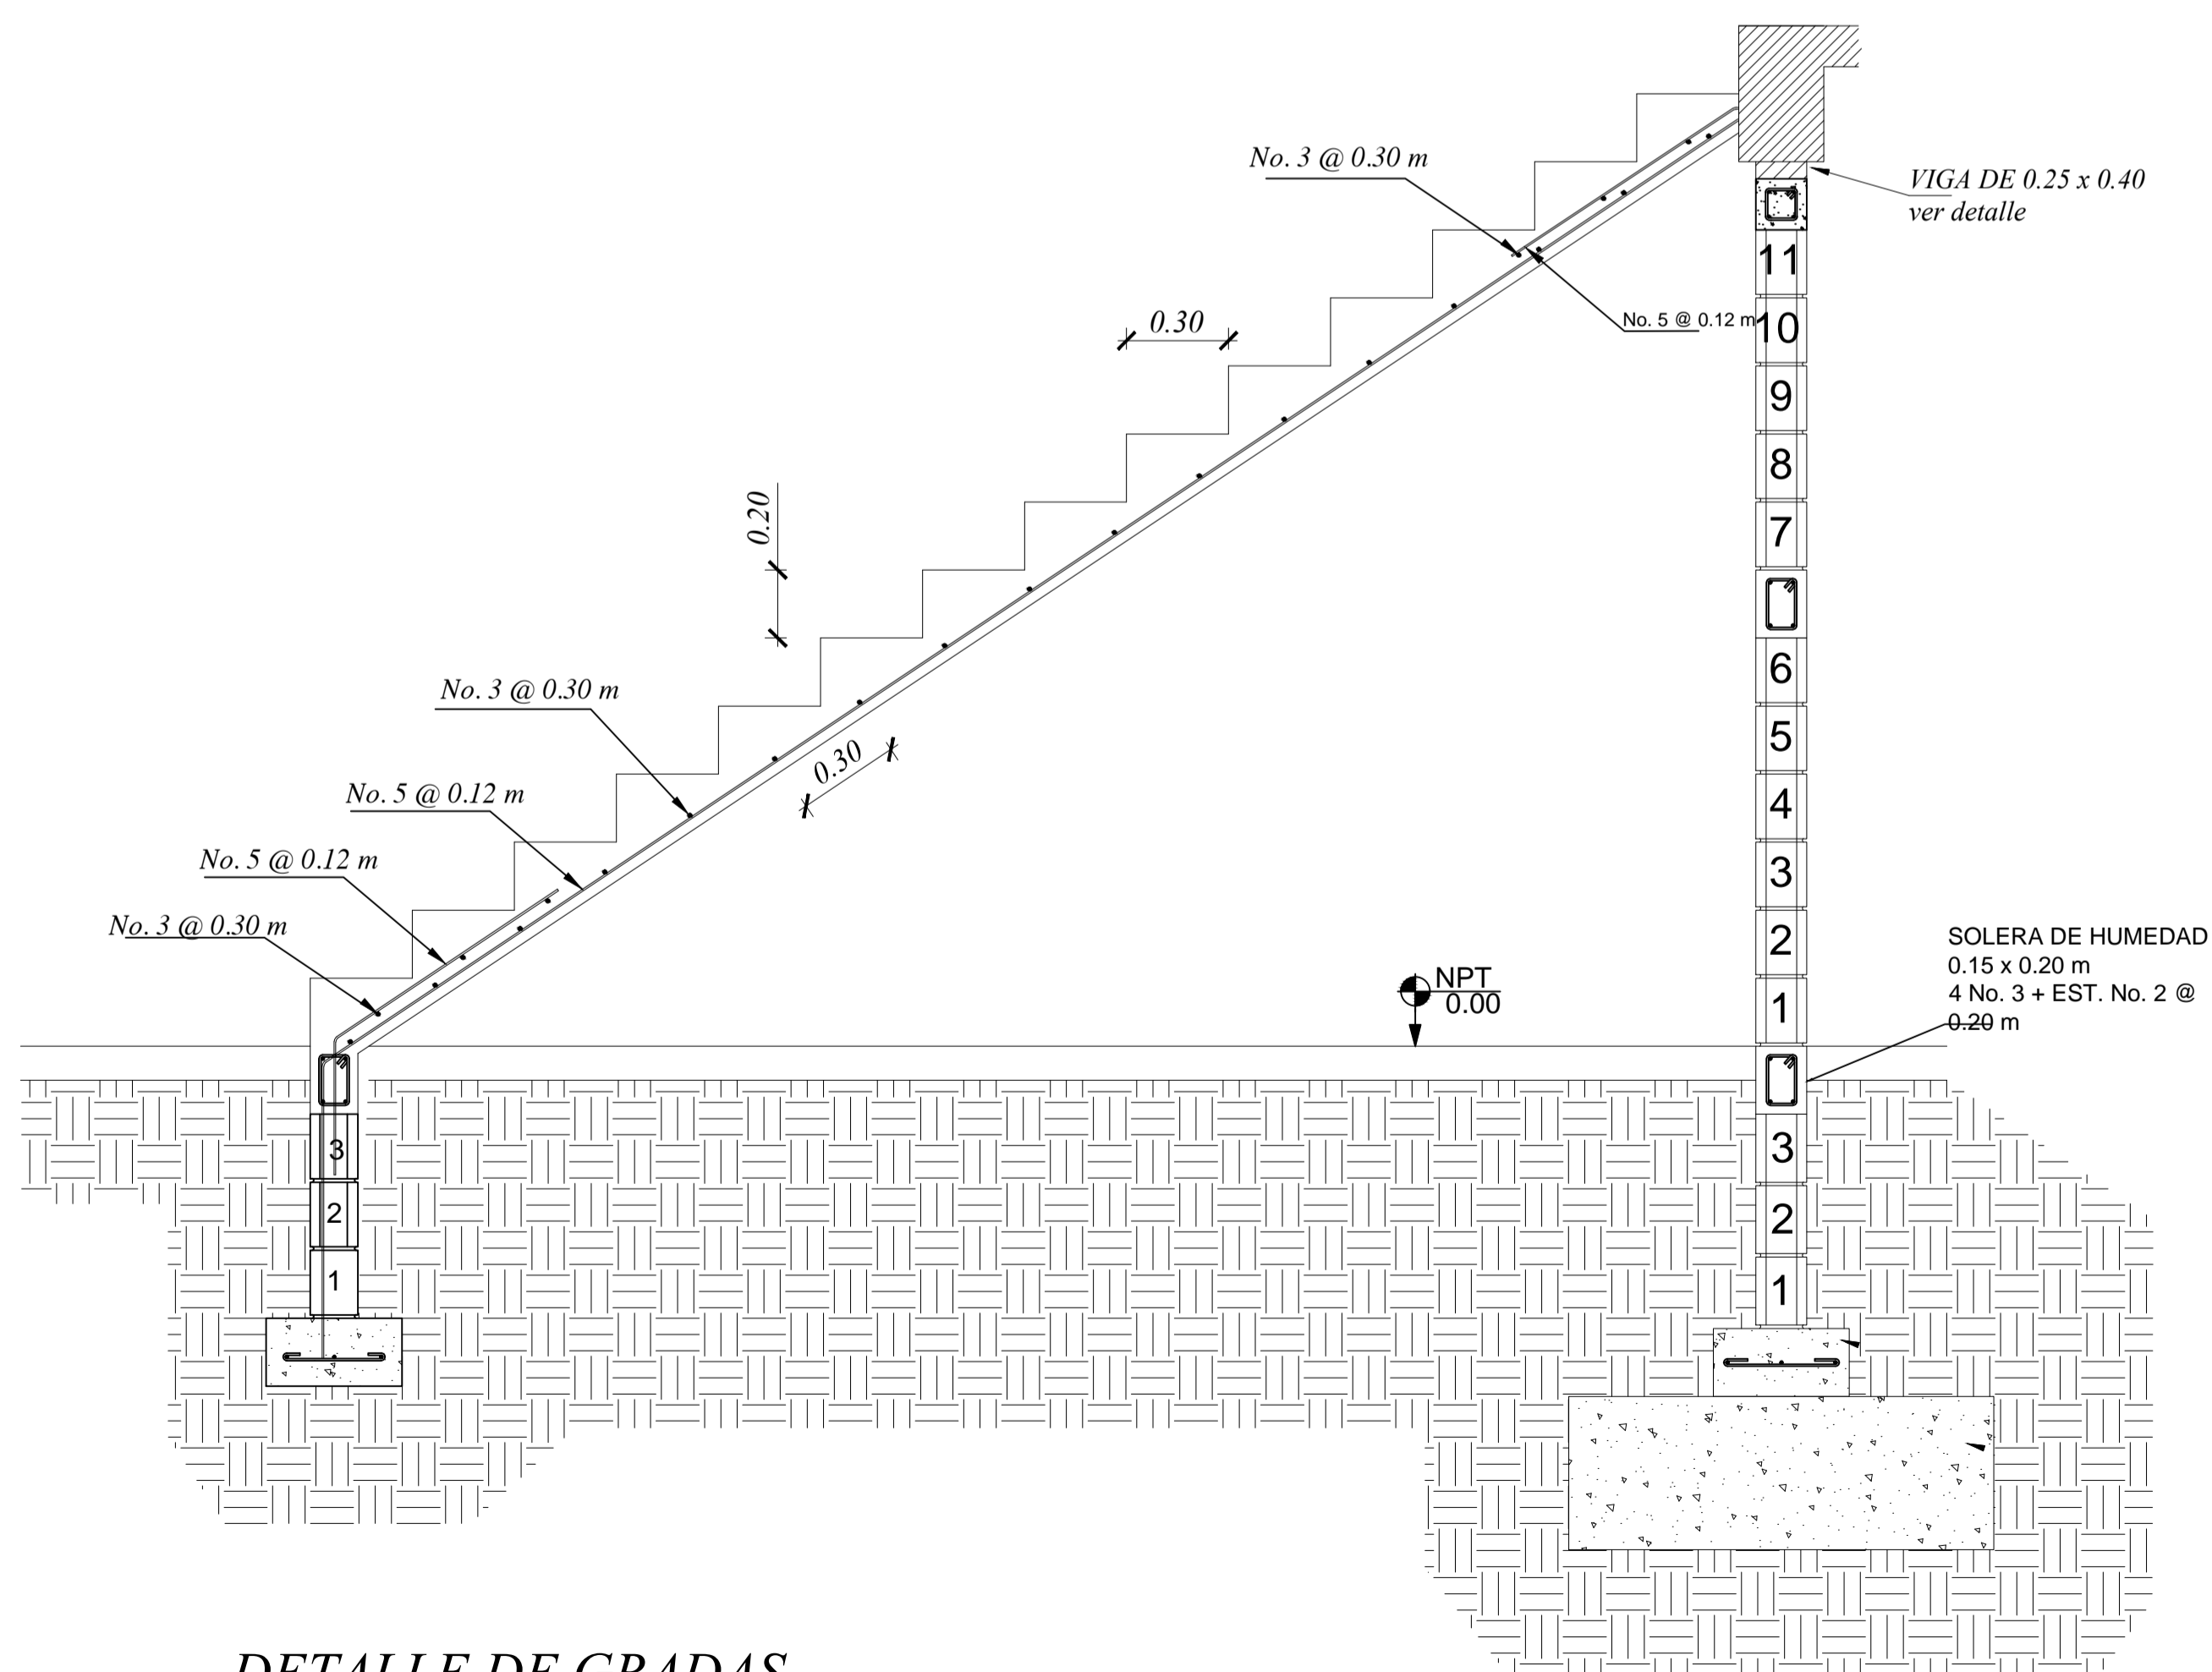 No. 3 @ 0.30 m
VIGA DE 0.25 x 0.40
ver detalle
11
No. 5 @ 0.12 m
10
0.30
9
8
7
0.20
6
No. 3 @ 0.30 m
5
0.30
4
No. 5 @ 0.12 m
3
No. 5 @ 0.12 m
2
No. 3 @ 0.30 m
1
SOLERA DE HUMEDAD
0.15 x 0.20 m
4 No. 3 + EST. No. 2 @
0.20 m
NPT
0.00
3
2
1
3
2
1
DETALLE DE GRADAS